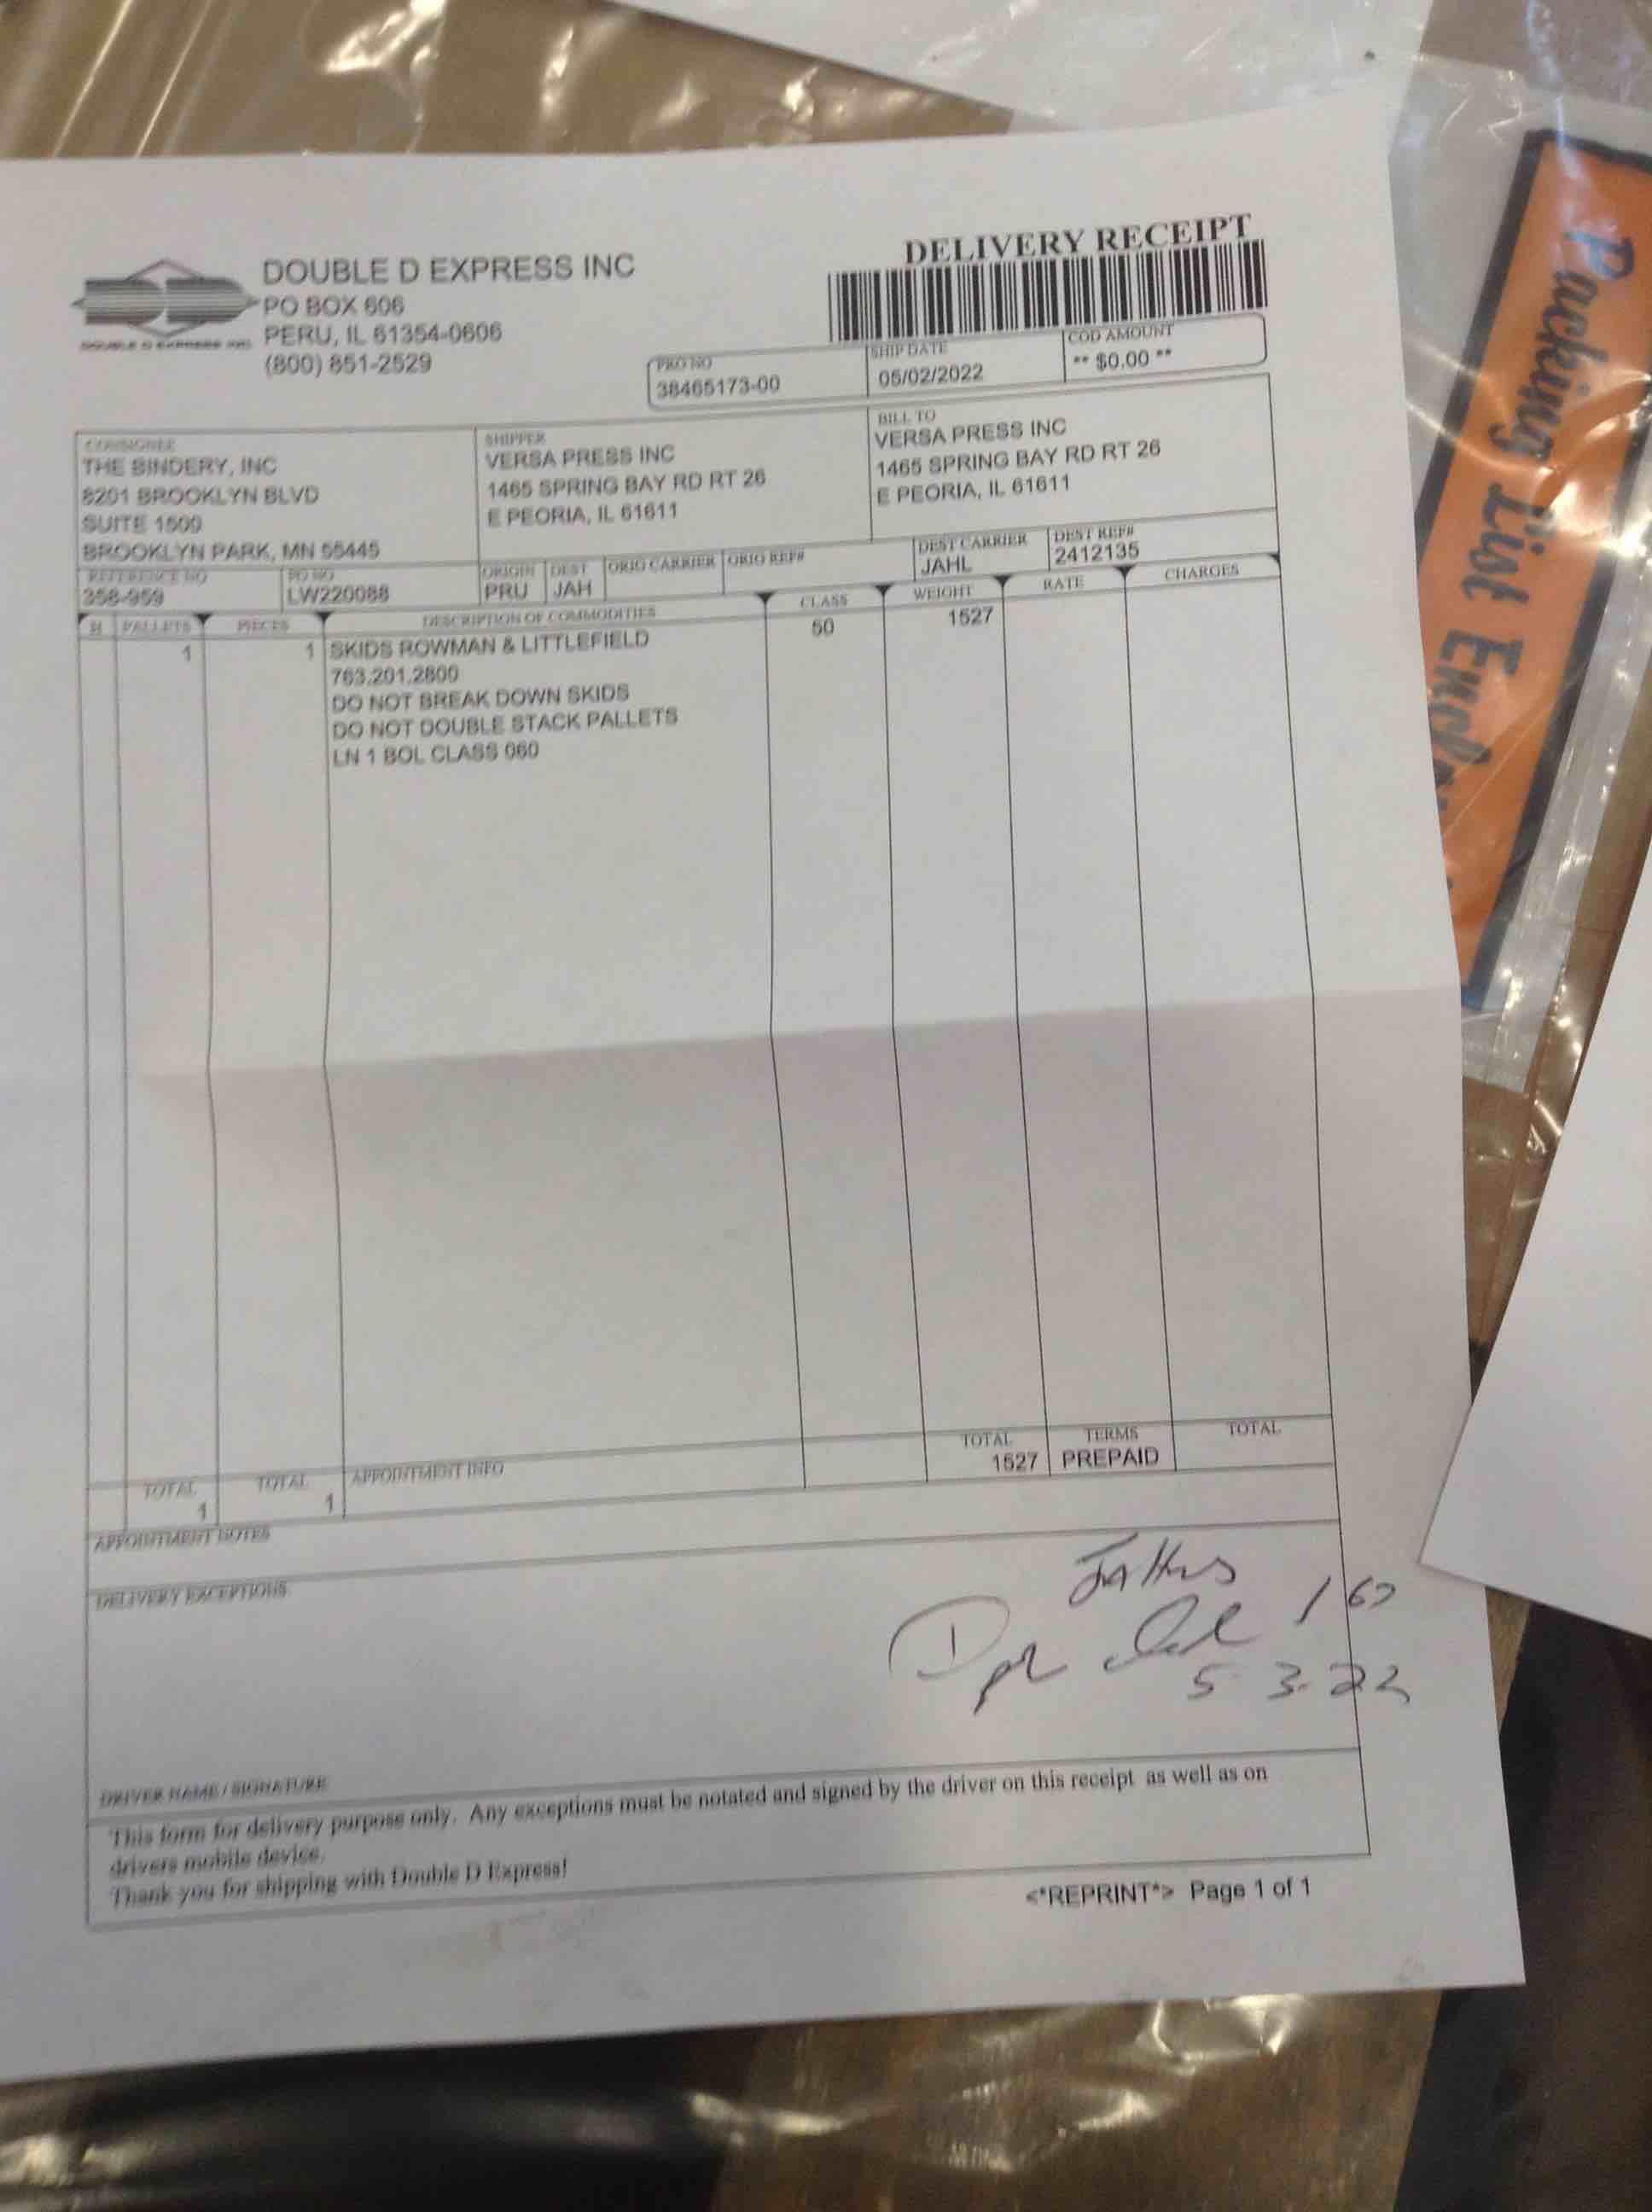 DELIVERY RECEIPT
DOUBLE D EXPRESS INC
PO BOX 606
PERU, IL 61354-0606
(800) 851-2529
DOUBLE D EXPRESS INC.
PRO NO
38465173-00
SHIP DATE
05/02/2022
COD AMOUNT
** $0.00 **
CONSIGNEE
THE BINDERY, INC
8201 BROOKLYN BLVD
SUITE 1500
BROOKLYN PARK, MN 55445
SHIPPER
VERSA PRESS INC
1465 SPRING BAY RD RT 26
E PEORIA, IL 61611
BILL TO
VERSA PRESS INC
1465 SPRING BAY RD RT 26
E PEORIA, IL 61611
REFERENCE NO
358-959
PO NO
LW220088
ORIGIN
PRU
DEST
JAH
ORIG CARRIER
ORIG REF#
DEST CARRIER
JAHL
DEST REF#
2412135
H PALLETS PIECES DESCRIPTION OF COMMODITIES CLASS WEIGHT RATE CHARGES
1 1 SKIDS ROWMAN & LITTLEFIELD 50 1527
763.201.2800
DO NOT BREAK DOWN SKIDS
DO NOT DOUBLE STACK PALLETS
LN 1 BOL CLASS 060
TOTAL
1
TOTAL
1
APPOINTMENT INFO
TOTAL
1527
TERMS
PREPAID
TOTAL
APPOINTMENT NOTES
DELIVERY EXCEPTIONS
167
5 3-22
DRIVER NAME / SIGNATURE
This form for delivery purpose only. Any exceptions must be notated and signed by the driver on this receipt as well as on
drivers mobile device.
Thank you for shipping with Double D Express!
<*REPRINT*> Page 1 of 1
Packing List